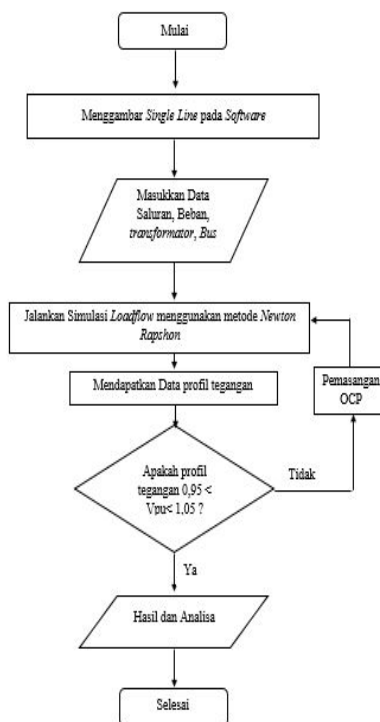 Mulai
Menggambar Single Line pada Software
Masukkan Data
Saluran, Beban,
transformator, Bus
Jalankan Simulasi Loadflow menggunakan metode Newton
Rapshon
Mendapatkan Data profil tegangan
Pemasangan
OCP
Apakah profil
tegangan 0,95 <
Vpu< 1,05 ?
Tidak
Ya
Hasil dan Analisa
Selesai